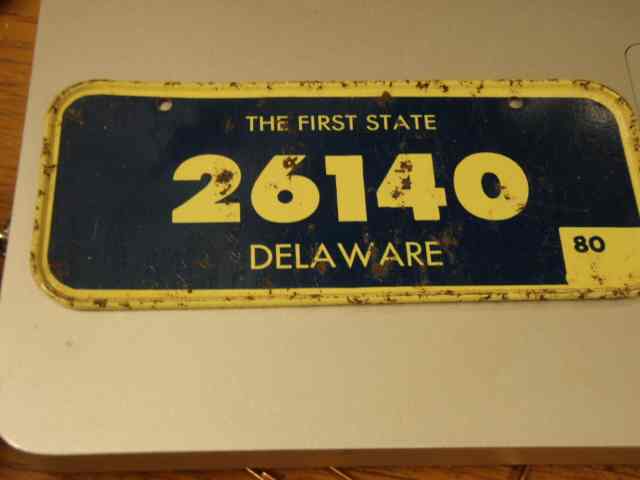 THE FIRST STATE
26140
DELAWARE
80